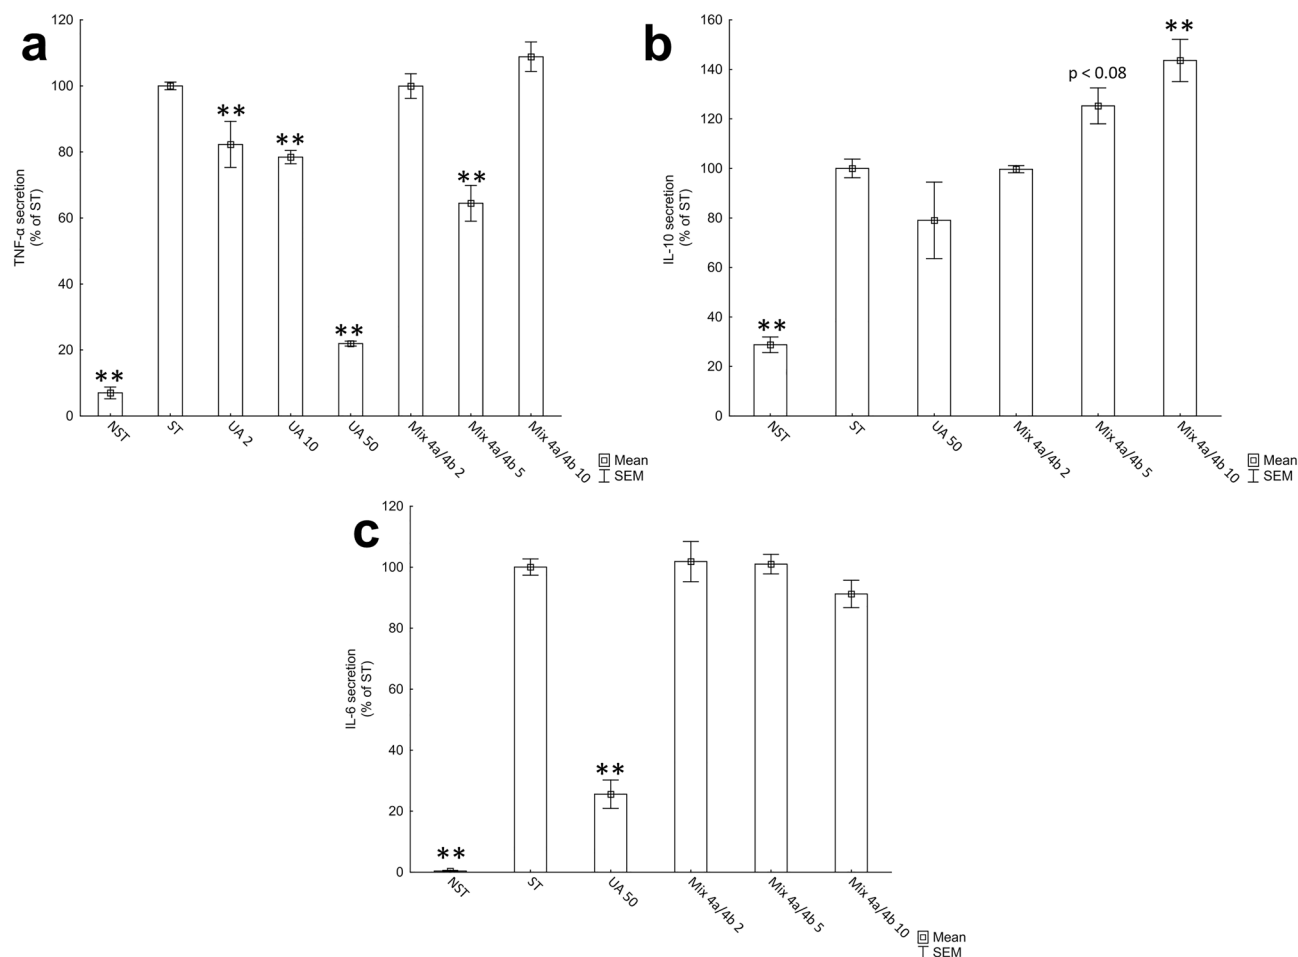 a
120
100
80
60
40
20
0
TNF-α secretion
(% of ST)
**
**
**
**
**
NST
ST
UA 2
UA 10
UA 50
Mix 4a/4b 2
Mix 4a/4b 5
Mix 4a/4b 10
Mean
SEM
b
160
140
120
100
80
60
40
20
0
IL-10 secretion
(% of ST)
**
p < 0.08
**
NST
ST
UA 50
Mix 4a/4b 2
Mix 4a/4b 5
Mix 4a/4b 10
Mean
SEM
c
120
100
80
60
40
20
0
IL-6 secretion
(% of ST)
**
**
NST
ST
UA 50
Mix 4a/4b 2
Mix 4a/4b 5
Mix 4a/4b 10
Mean
SEM